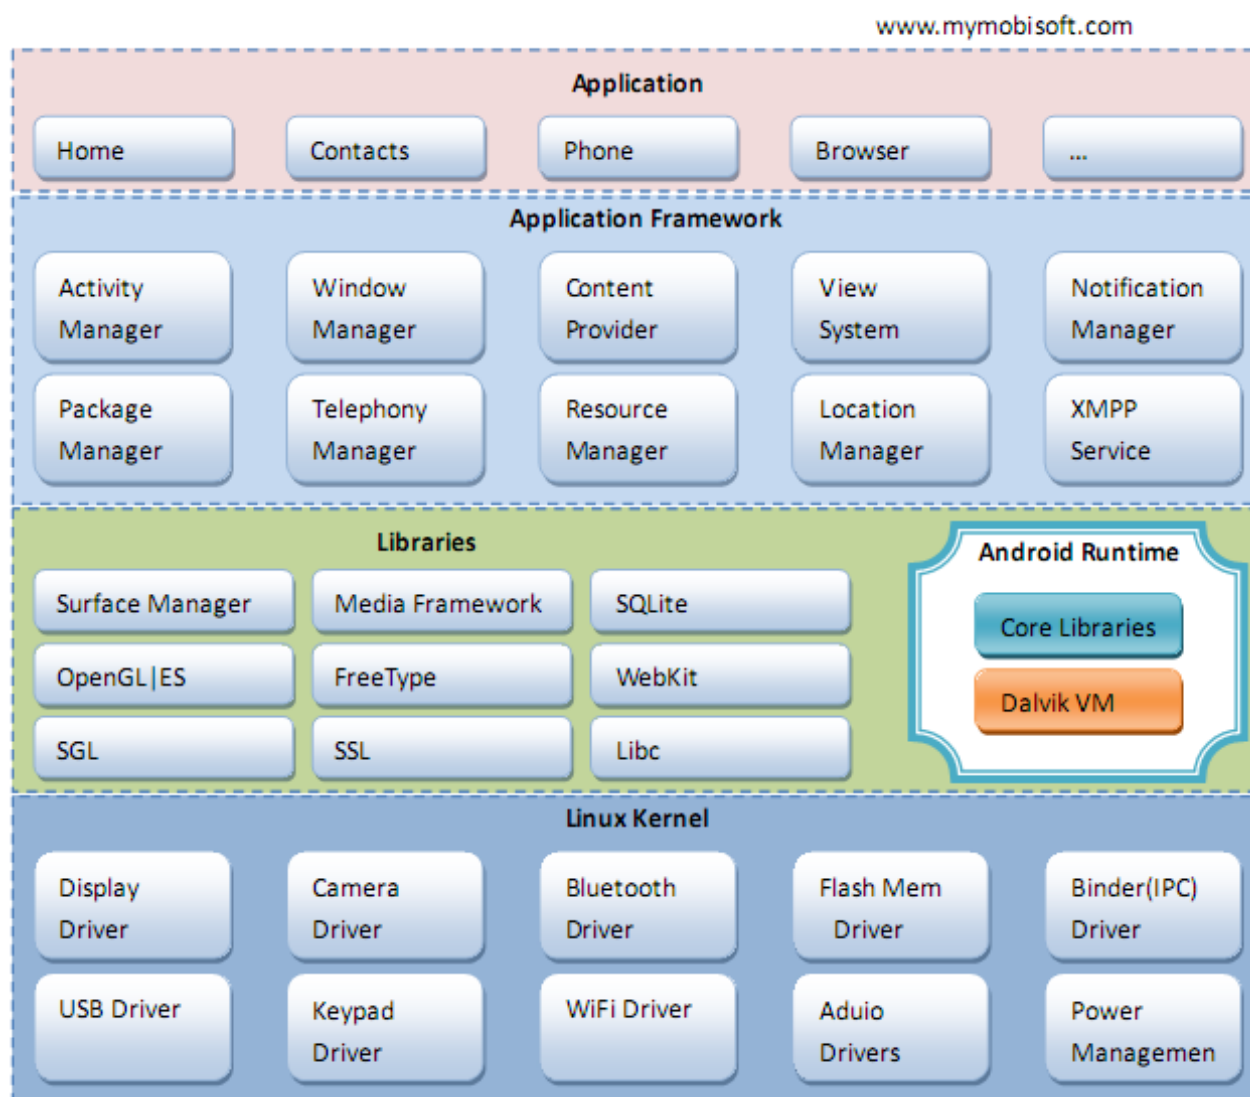 www.mymobisoft.com
Application
Home
Contacts
Phone
Browser
...
Application Framework
Activity
Manager
Window
Manager
Content
Provider
View
System
Notification
Manager
Package
Manager
Telephony
Manager
Resource
Manager
Location
Manager
XMPP
Service
Libraries
Surface Manager
Media Framework
SQLite
OpenGL|ES
FreeType
WebKit
SGL
SSL
Libc
Android Runtime
Core Libraries
Dalvik VM
Linux Kernel
Display
Driver
Camera
Driver
Bluetooth
Driver
Flash Mem
Driver
Binder(IPC)
Driver
USB Driver
Keypad
Driver
WiFi Driver
Aduio
Drivers
Power
Managemen